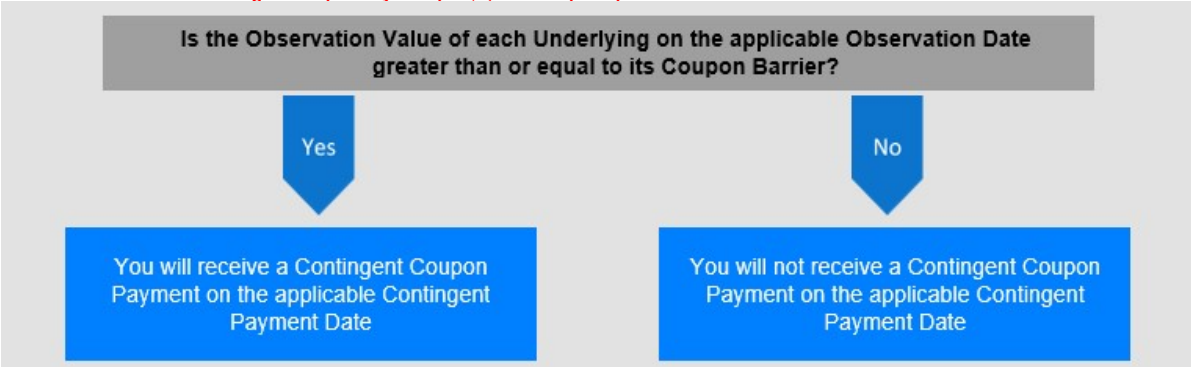 Is the Observation Value of each Underlying on the applicable Observation Date
greater than or equal to its Coupon Barrier?
Yes
No
You will receive a Contingent Coupon
Payment on the applicable Contingent
Payment Date
You will not receive a Contingent Coupon
Payment on the applicable Contingent
Payment Date